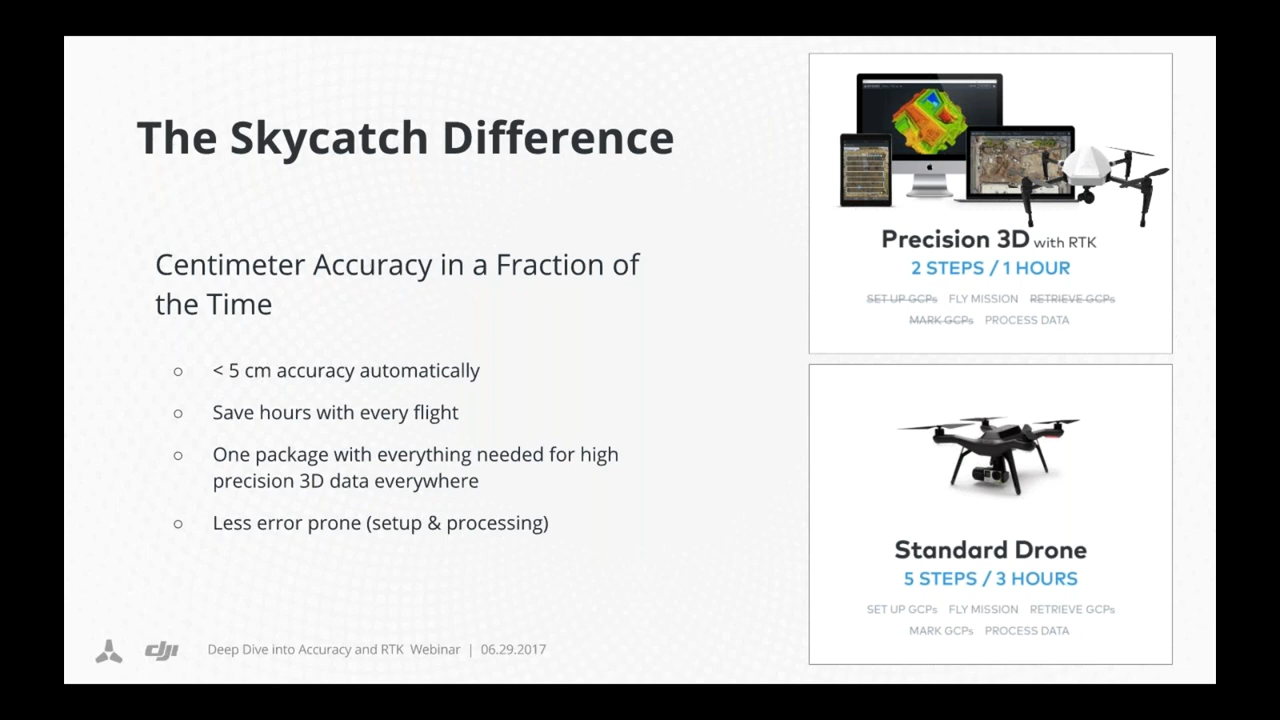 The Skycatch Difference
Centimeter Accuracy in a Fraction of
the Time
< 5 cm accuracy automatically
Save hours with every flight
One package with everything needed for high
precision 3D data everywhere
Less error prone (setup & processing)
Precision 3D with RTK
2 STEPS / 1 HOUR
SET UP GCPs FLY MISSION RETRIEVE GCPs
MARK GCPs PROCESS DATA
Standard Drone
5 STEPS / 3 HOURS
SET UP GCPs FLY MISSION RETRIEVE GCPs
MARK GCPs PROCESS DATA
dji Deep Dive into Accuracy and RTK Webinar | 06.29.2017